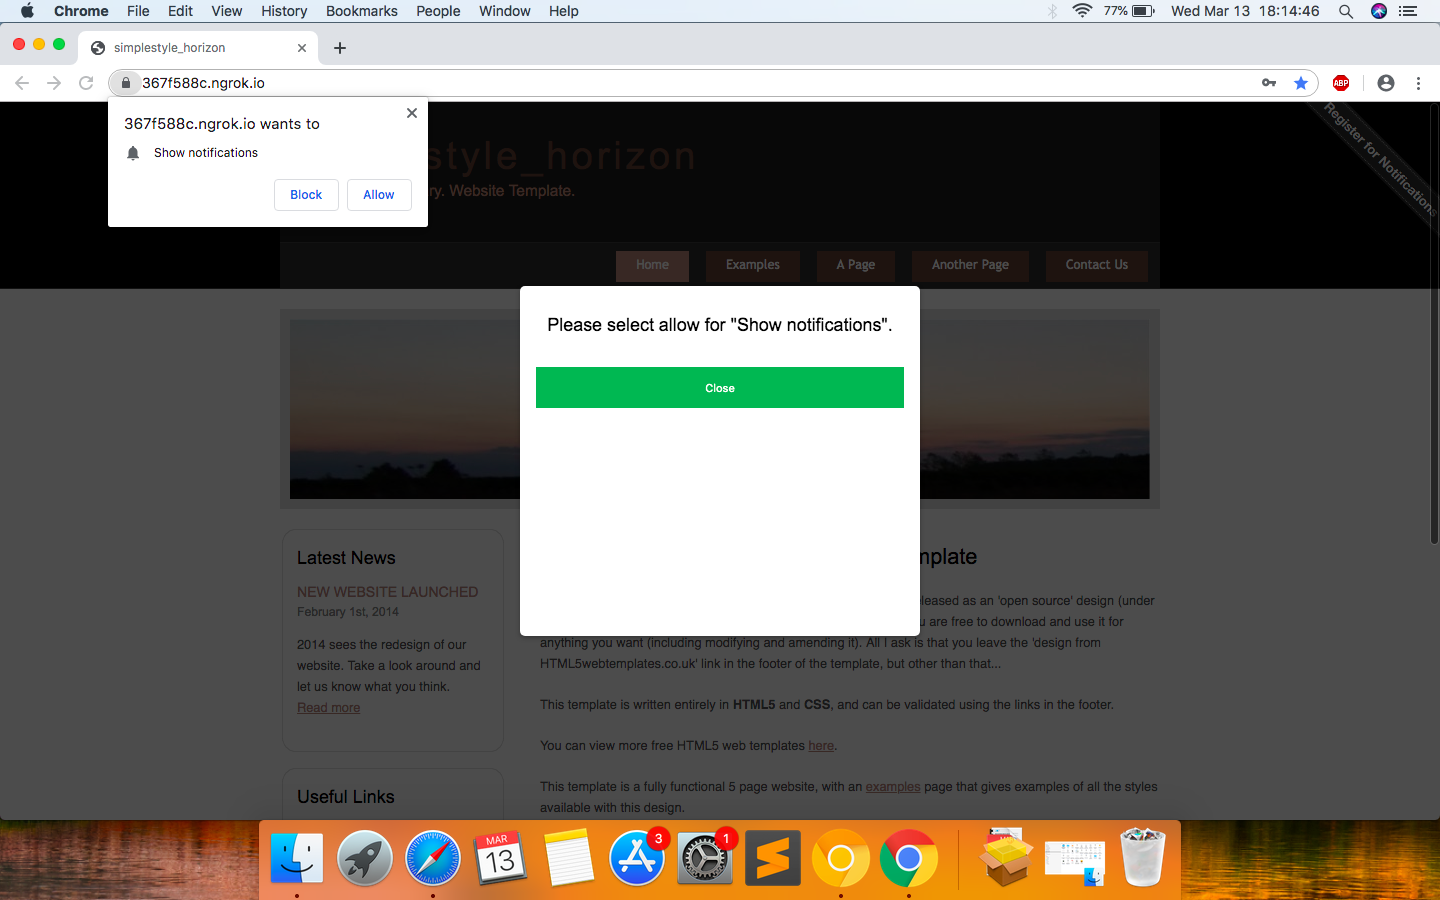 Chrome File Edit View History Bookmarks People Window Help 77% Wed Mar 13 18:14:46
simplestyle_horizon
367f588c.ngrok.io
ABP
367f588c.ngrok.io wants to
Show notifications
Block Allow
style_horizon
ry. Website Template.
Register for Notifications
Home Examples A Page Another Page Contact Us
Please select allow for "Show notifications".
Close
Latest News
NEW WEBSITE LAUNCHED
February 1st, 2014
2014 sees the redesign of our
website. Take a look around and
let us know what you think.
Read more
Useful Links
mplate
leased as an 'open source' design (under
u are free to download and use it for
anything you want (including modifying and amending it). All I ask is that you leave the 'design from
HTML5webtemplates.co.uk' link in the footer of the template, but other than that...
This template is written entirely in HTML5 and CSS, and can be validated using the links in the footer.
You can view more free HTML5 web templates here.
This template is a fully functional 5 page website, with an examples page that gives examples of all the styles
available with this design.
MAR
13
3
1